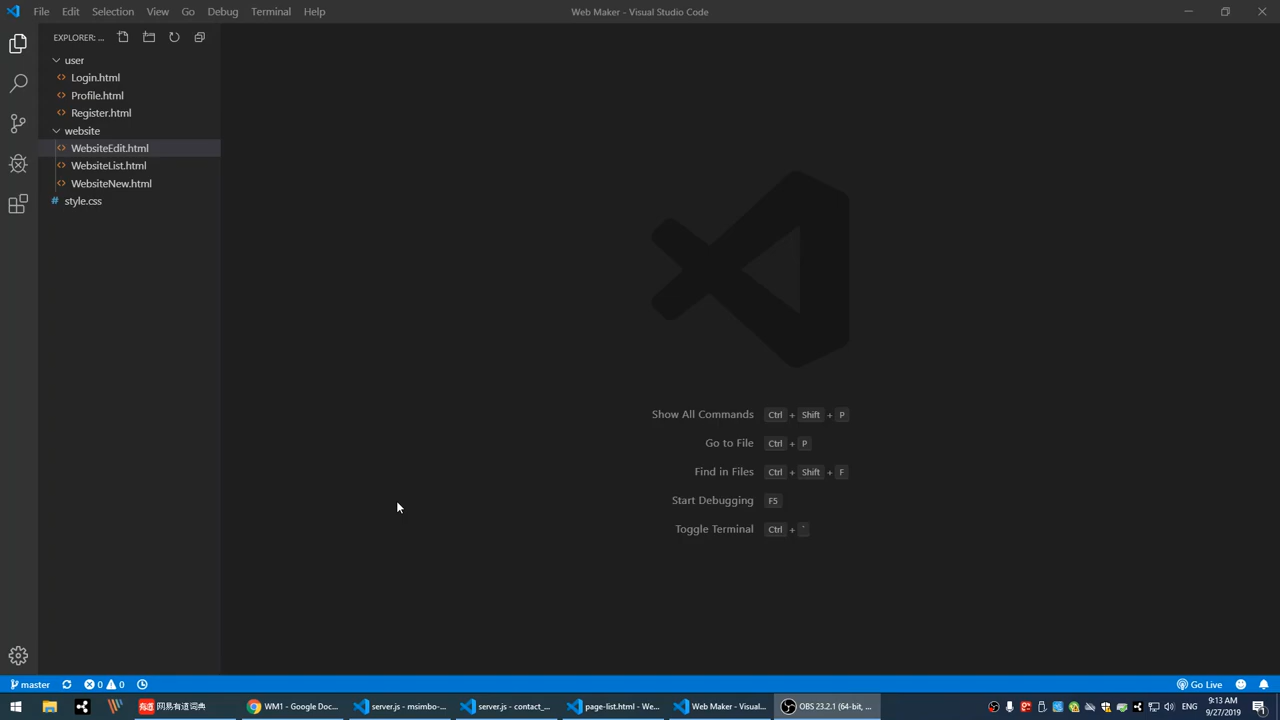 File Edit Selection View Go Debug Terminal Help
Web Maker - Visual Studio Code
EXPLORER: ...
user
Login.html
Profile.html
Register.html
website
WebsiteEdit.html
WebsiteList.html
WebsiteNew.html
# style.css
Show All Commands Ctrl + Shift + P
Go to File Ctrl + P
Find in Files Ctrl + Shift + F
Start Debugging F5
Toggle Terminal Ctrl + `
master 0 0 Go Live
网易有道词典
WM1 - Google Doc...
server.js - msimbo-...
server.js - contact_...
page-list.html - We...
Web Maker - Visual...
OBS 23.2.1 (64-bit, ...
ENG
9:13 AM
9/27/2019